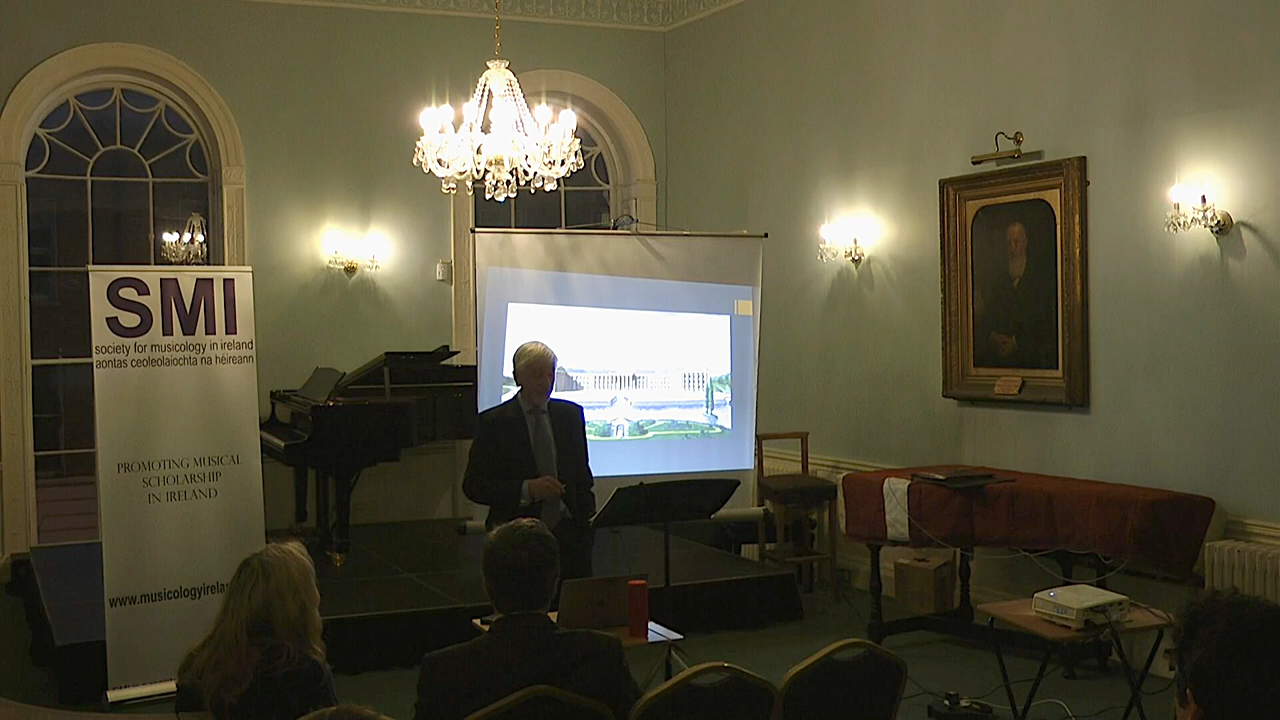 SMI
society for musicology in ireland
aontas ceoleolaíochta na héireann
PROMOTING MUSICAL
SCHOLARSHIP
IN IRELAND
www.musicologyirela